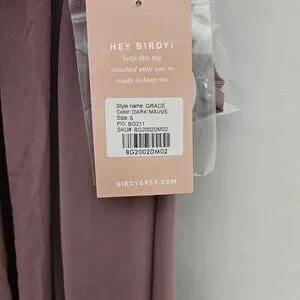 HEY BIRDY!
keep this tag
attached until you're
ready to keep me.
Style name: GRACE
Color: DARK MAUVE
Size: S
PO: BG211
SKU#: BG2002DM02
BG2002DM02
BIRDYGREY.COM